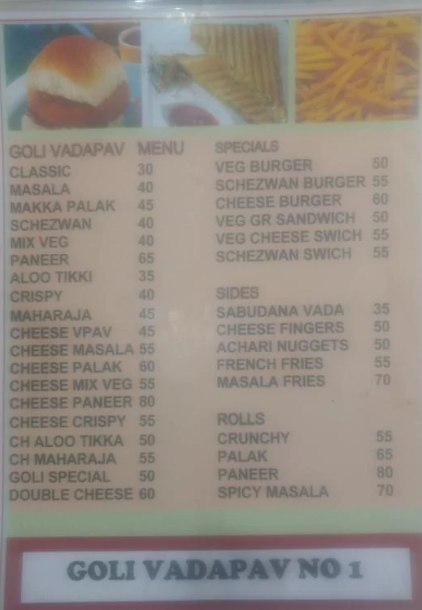 GOLI VADAPAV MENU
CLASSIC 30
MASALA 40
MAKKA PALAK 45
SCHEZWAN 40
MIX VEG 40
PANEER 65
ALOO TIKKI 35
CRISPY 40
MAHARAJA 45
CHEESE VPAV 45
CHEESE MASALA 55
CHEESE PALAK 60
CHEESE MIX VEG 55
CHEESE PANEER 80
CHEESE CRISPY 55
CH ALOO TIKKA 50
CH MAHARAJA 55
GOLI SPECIAL 50
DOUBLE CHEESE 60
SPECIALS
VEG BURGER 50
SCHEZWAN BURGER 55
CHEESE BURGER 60
VEG GR SANDWICH 50
VEG CHEESE SWICH 55
SCHEZWAN SWICH 55
SIDES
SABUDANA VADA 35
CHEESE FINGERS 50
ACHARI NUGGETS 50
FRENCH FRIES 55
MASALA FRIES 70
ROLLS
CRUNCHY 55
PALAK 65
PANEER 80
SPICY MASALA 70
GOLI VADAPAV NO 1